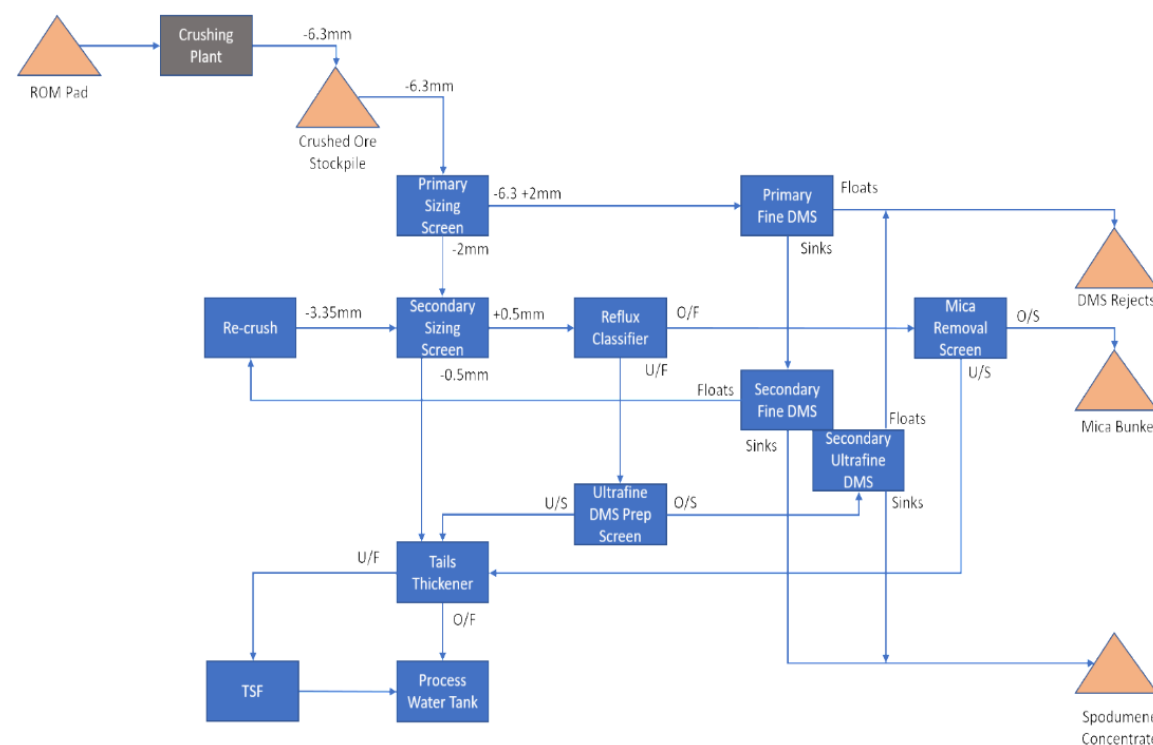 Crushing
Plant
-6.3mm
ROM Pad
-6.3mm
Crushed Ore
Stockpile
Primary
Sizing
Screen
-6.3 +2mm
Primary
Fine DMS
Floats
-2mm
Sinks
DMS Rejects
Re-crush
-3.35mm
Secondary
Sizing
Screen
+0.5mm
Reflux
Classifier
O/F
Mica
Removal
Screen
O/S
-0.5mm
U/F
U/S
Floats
Secondary
Fine DMS
Mica Bunke
Sinks
Floats
Secondary
Ultrafine
DMS
Sinks
U/S
Ultrafine
DMS Prep
Screen
O/S
U/F
Tails
Thickener
O/F
TSF
Process
Water Tank
Spodumene
Concentrate